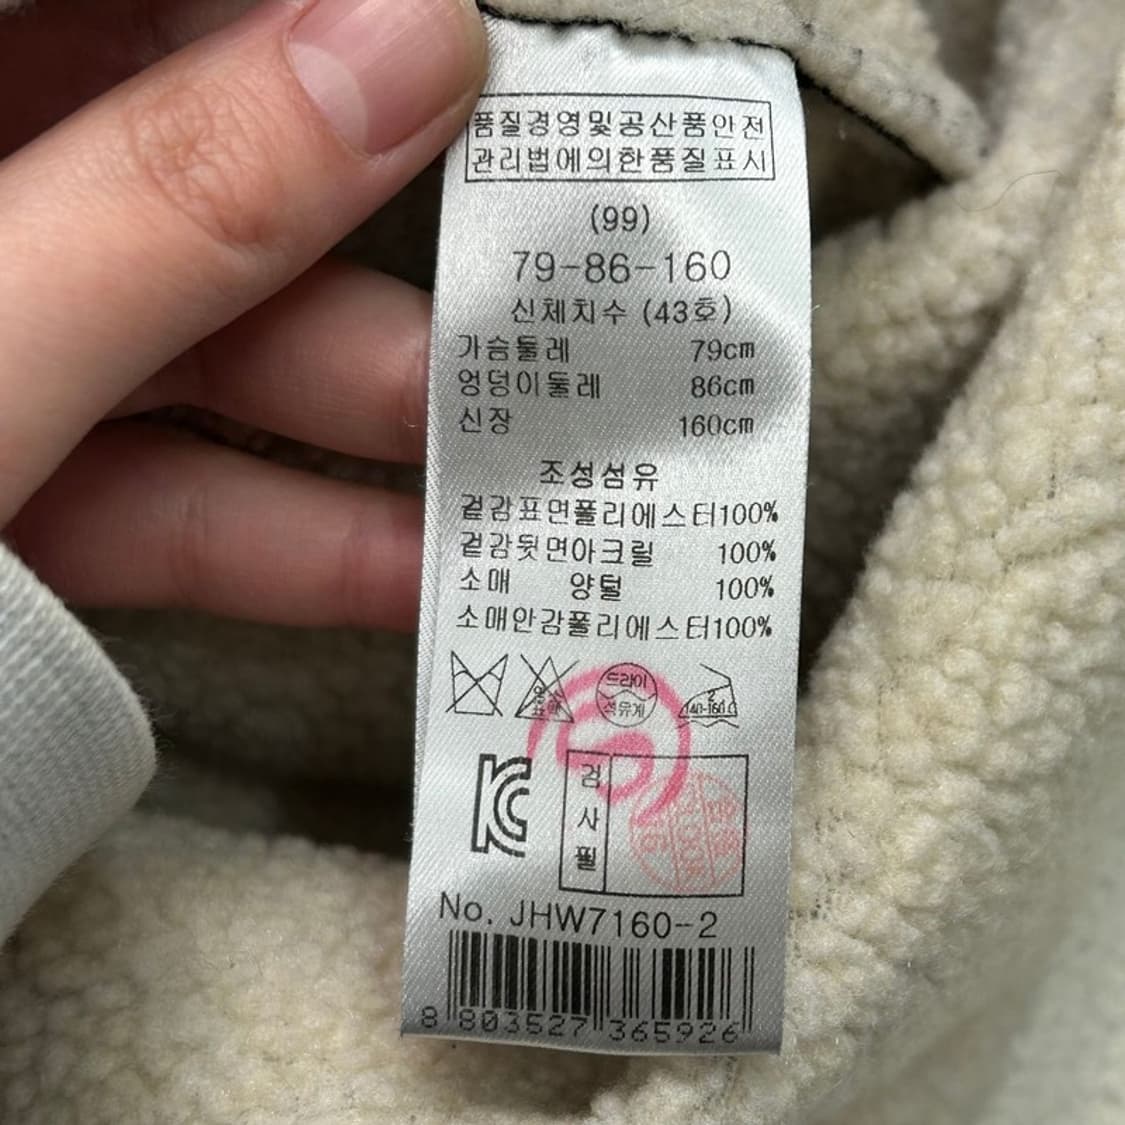 품질경영및공산품안전
관리법에의한품질표시
(99)
79-86-160
신체치수 (43호)
가슴둘레 79cm
엉덩이둘레 86cm
신장 160cm
조성섬유
겉감표면폴리에스터100%
겉감뒷면아크릴 100%
소매 양털 100%
소매안감폴리에스터100%
드라이
석유계
140-160℃
검
사
필
No. JHW7160-2
8 803527 365926